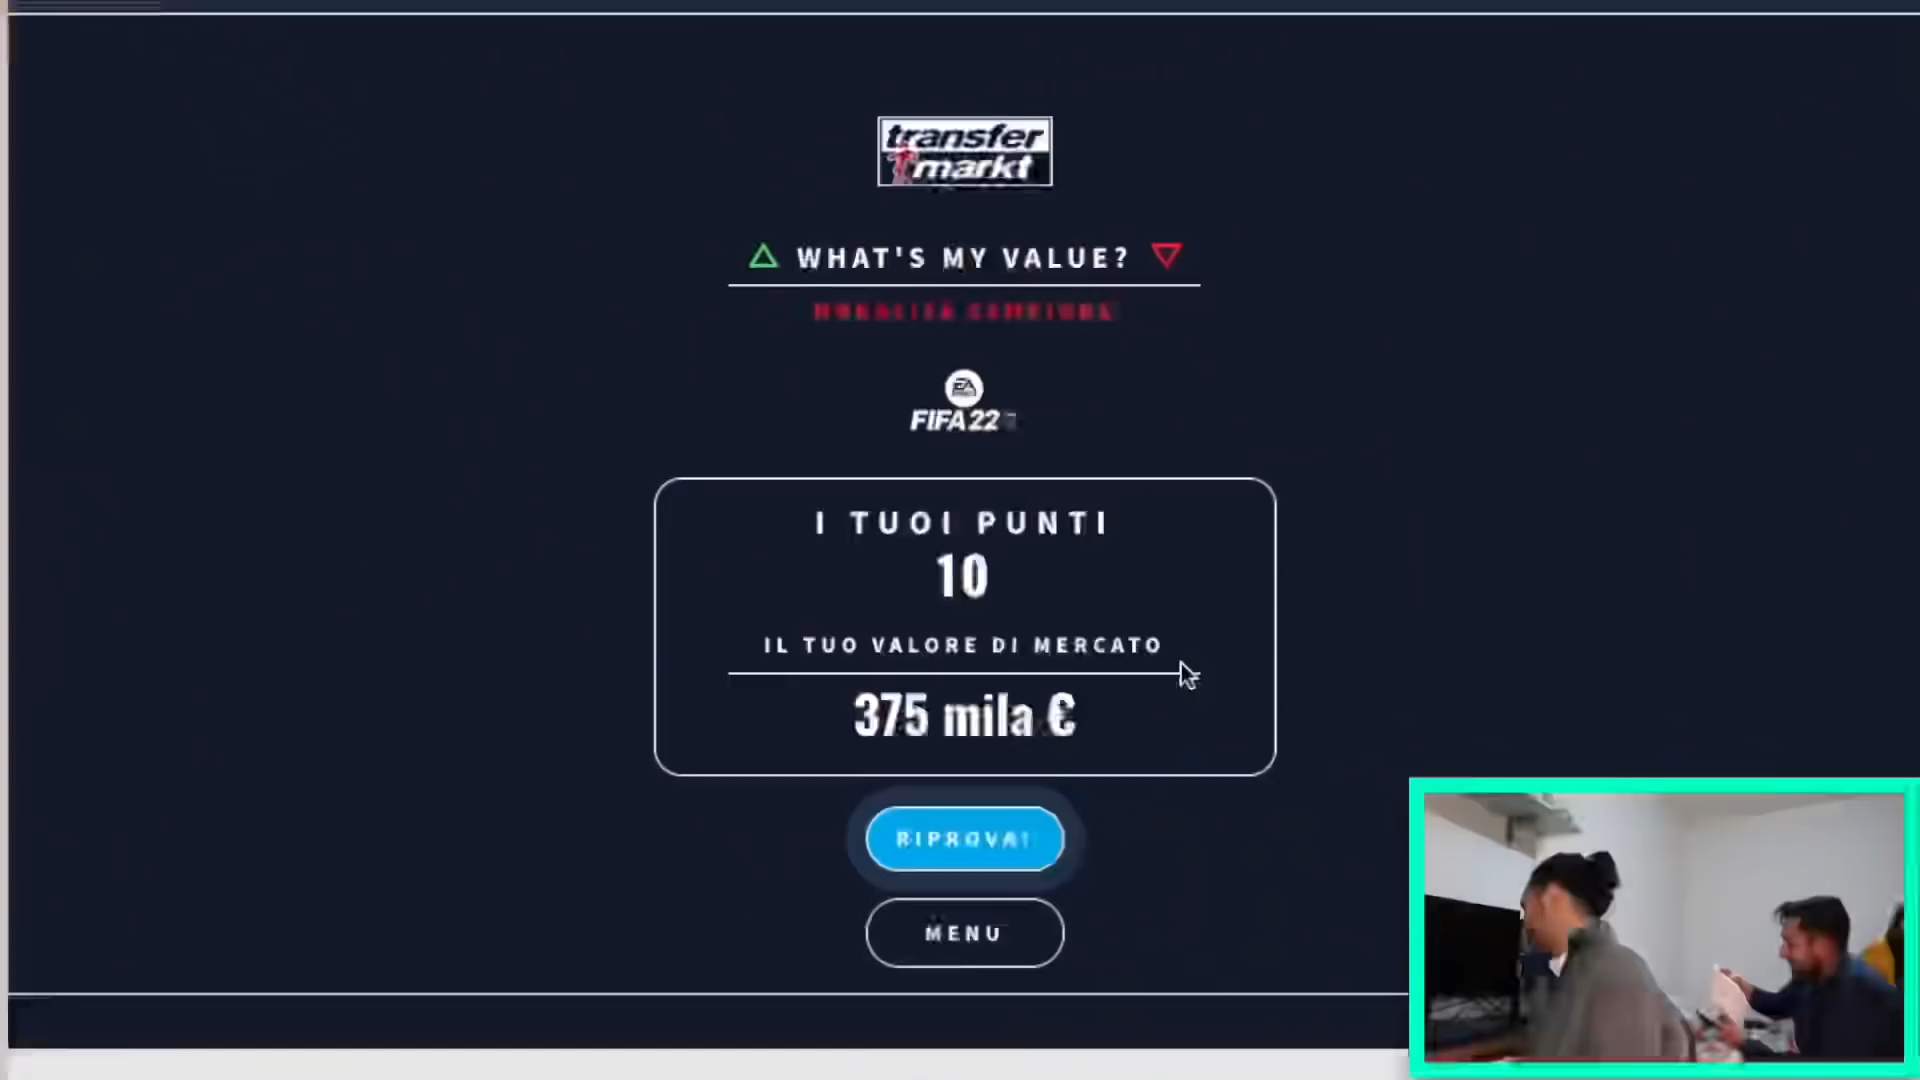 transfer
markt
WHAT'S MY VALUE?
EA
FIFA 22
I TUOI PUNTI
10
IL TUO VALORE DI MERCATO
375 mila €
RIPROVA!
MENU